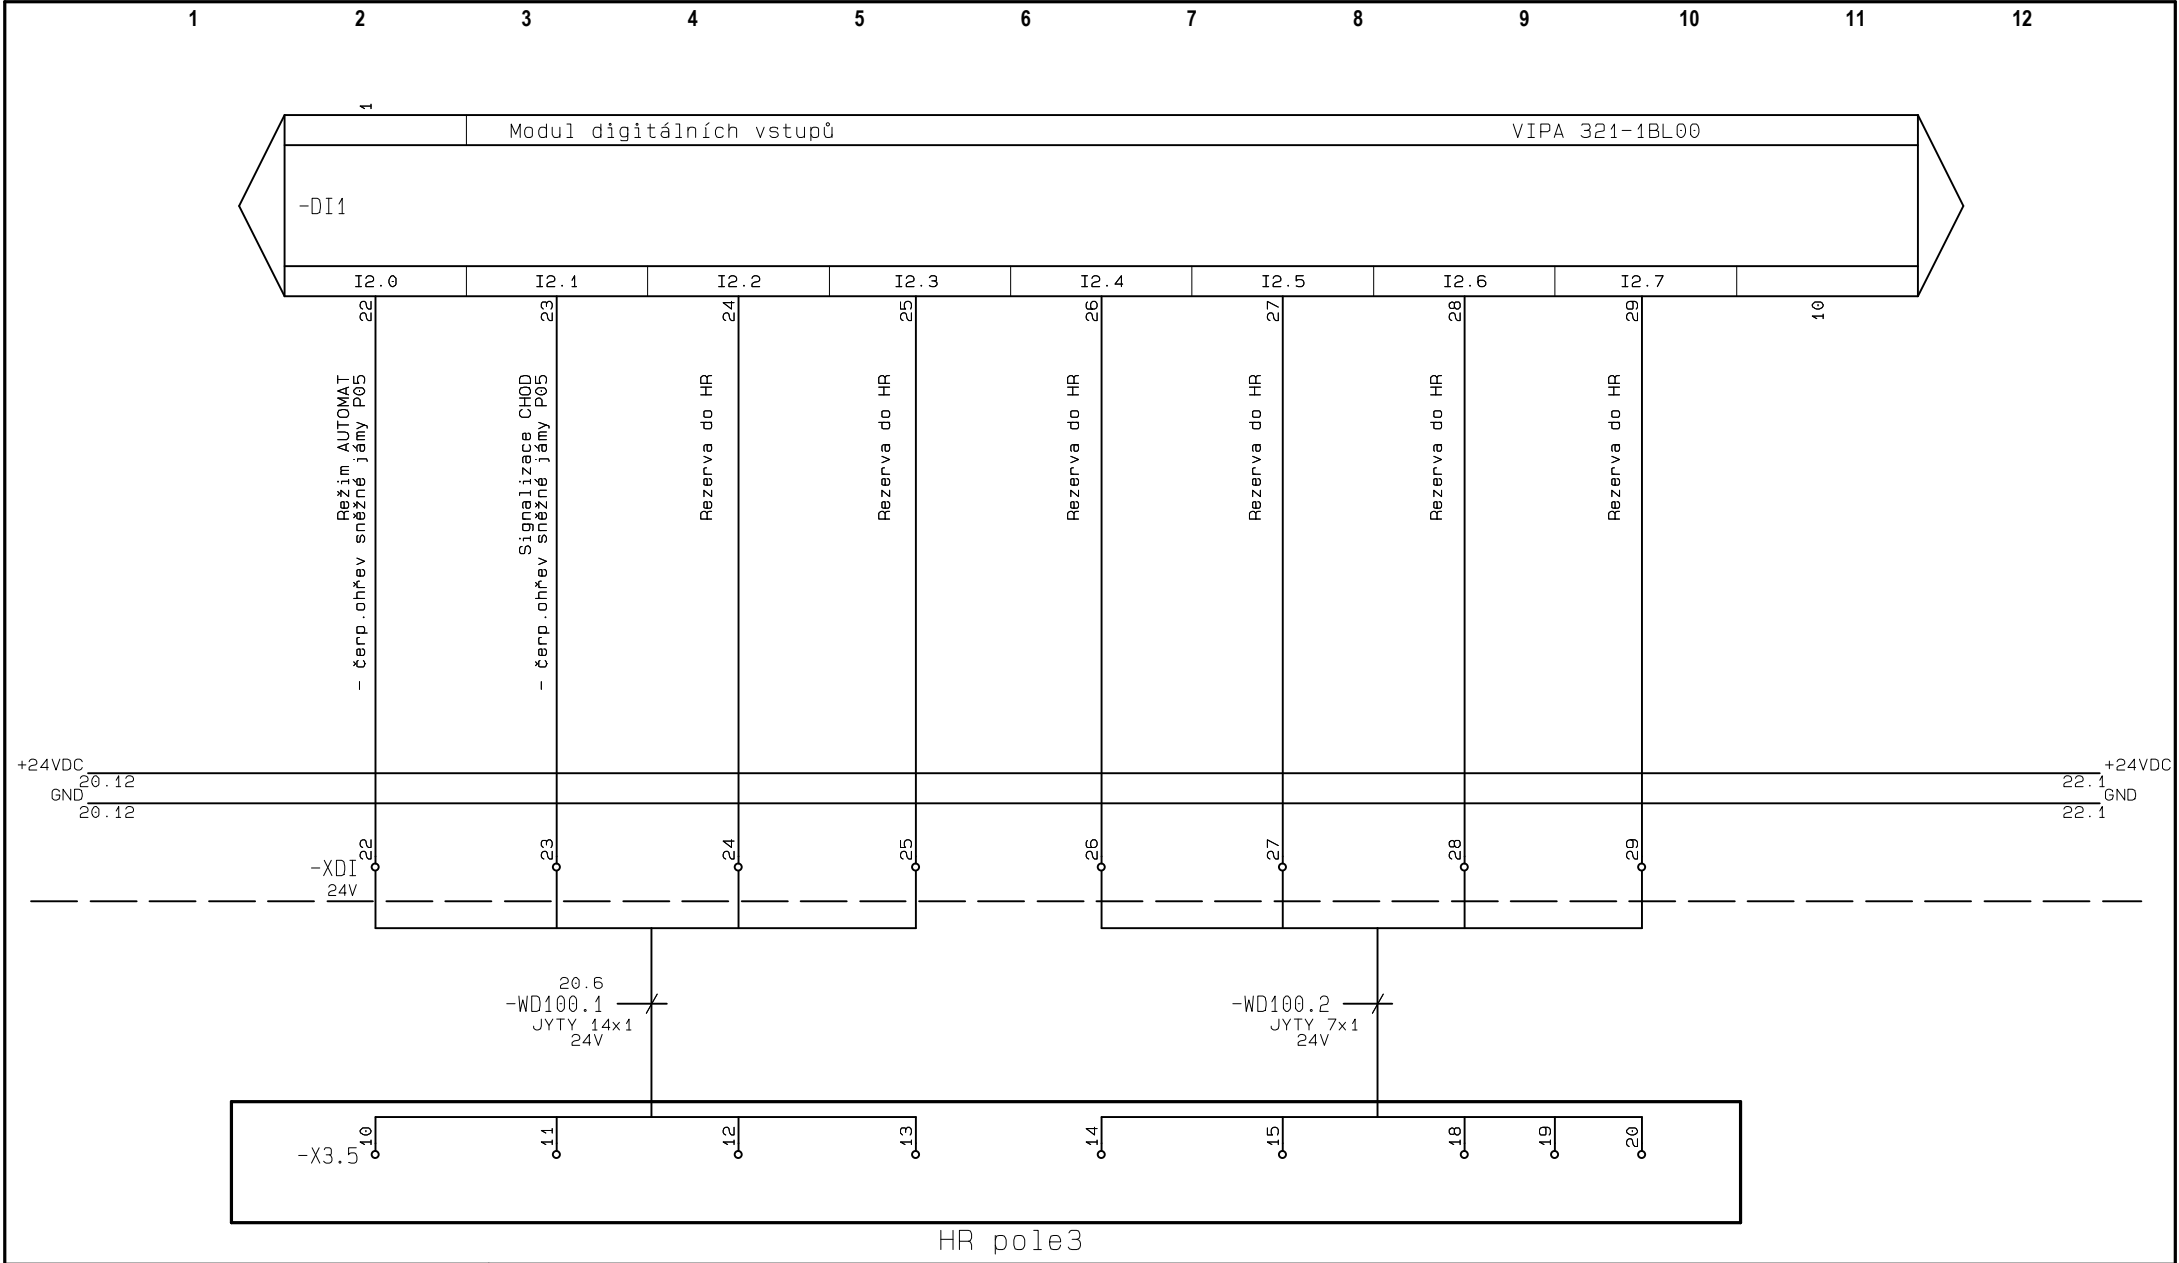 1 2 3 4 5 6 7 8 9 10 11 12
1
Modul digitálních vstupů
VIPA 321-1BL00
-DI1
I2.0 I2.1 I2.2 I2.3 I2.4 I2.5 I2.6 I2.7
22 23 24 25 26 27 28 29 10
Režim AUTOMAT
- čerp.ohřev sněžné jámy P05
Signalizace CHOD
- čerp.ohřev sněžné jámy P05
Rezerva do HR
Rezerva do HR
Rezerva do HR
Rezerva do HR
Rezerva do HR
Rezerva do HR
+24VDC
20.12
GND
20.12
+24VDC
22.1
GND
22.1
-XDI
24V
22 23 24 25 26 27 28 29
20.6
-WD100.1
JYTY 14x1
24V
-WD100.2
JYTY 7x1
24V
-X3.5
10 11 12 13 14 15 18 19 20
HR pole3